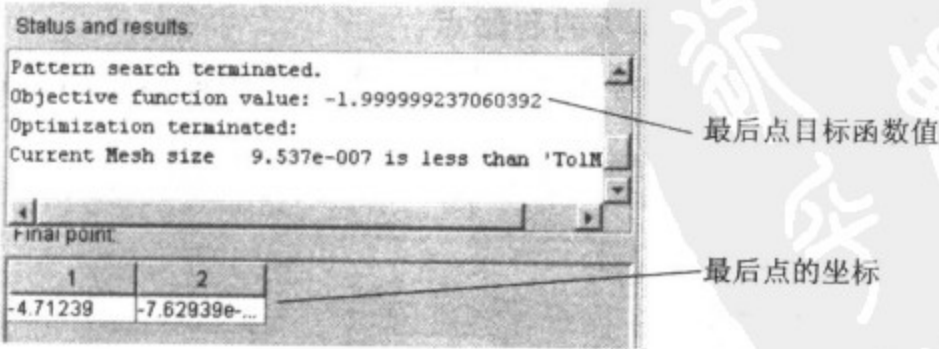 Status and results:
Pattern search terminated.
Objective function value: -1.999999237060392
Optimization terminated:
Current Mesh size 9.537e-007 is less than 'TolM
Final point:
1 2
-4.71239 -7.62939e-...
最后点目标函数值
最后点的坐标